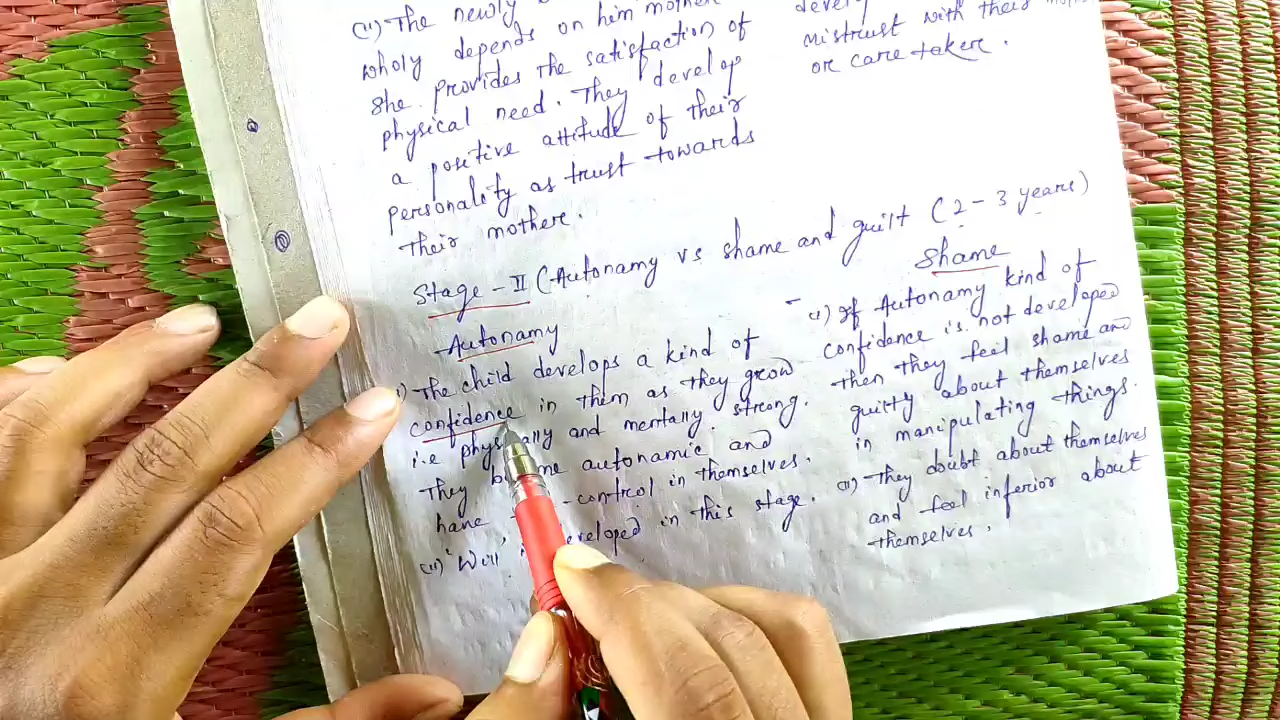 (i) The newly
wholy depends on him mother
she provides the satisfaction of
physical need. They develop
a positive attitude of their
personality as trust towards
their mothere.
mistrust with their
or care taker.
Stage - II (Autonamy vs shame and guilt (2 - 3 years)
Autonamy
The child develops a kind of
confidence in them as they grow
i.e physically and mentally strong.
They autonamic and
have control in themselves.
(ii) Will developed in this stage.
Shame
(i) If Autonamy kind of
confidence is not developed
then they feel shame and
guilty about themselves
in manipulating things.
(ii) They doubt about themselves
and feel inferior about
themselves.